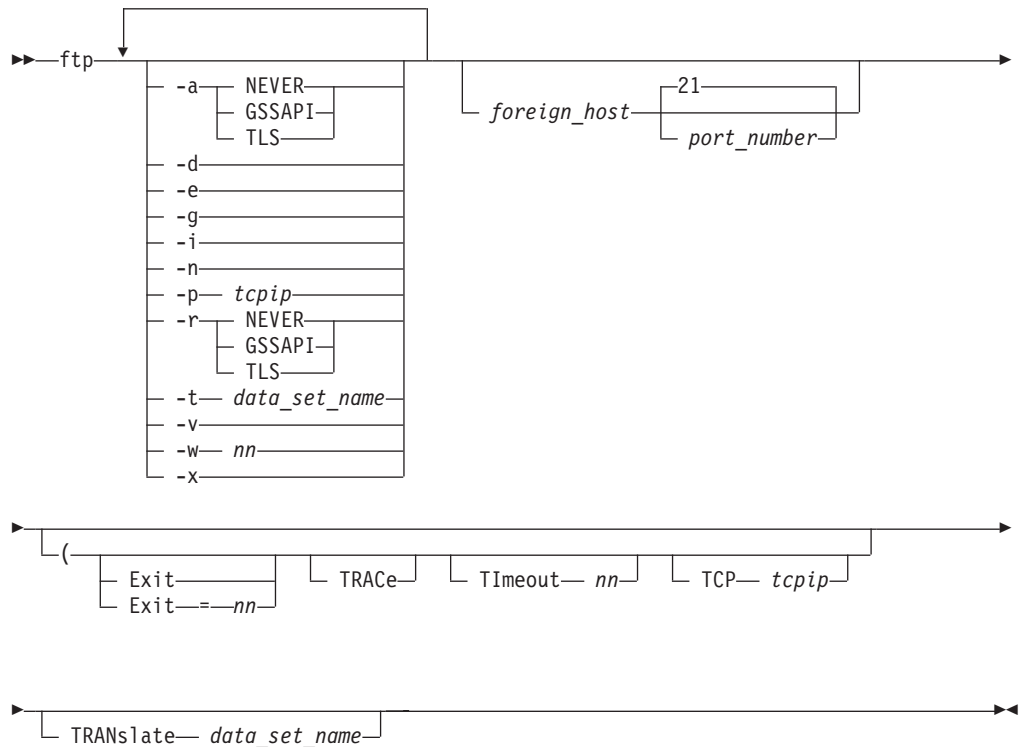 ftp
-a NEVER
GSSAPI
TLS
-d
-e
-g
-i
-n
-p tcpip
-r NEVER
GSSAPI
TLS
-t data_set_name
-v
-w nn
-x
foreign_host 21
port_number
(
Exit
Exit = nn
TRACe
TImeout nn
TCP tcpip
TRANslate data_set_name